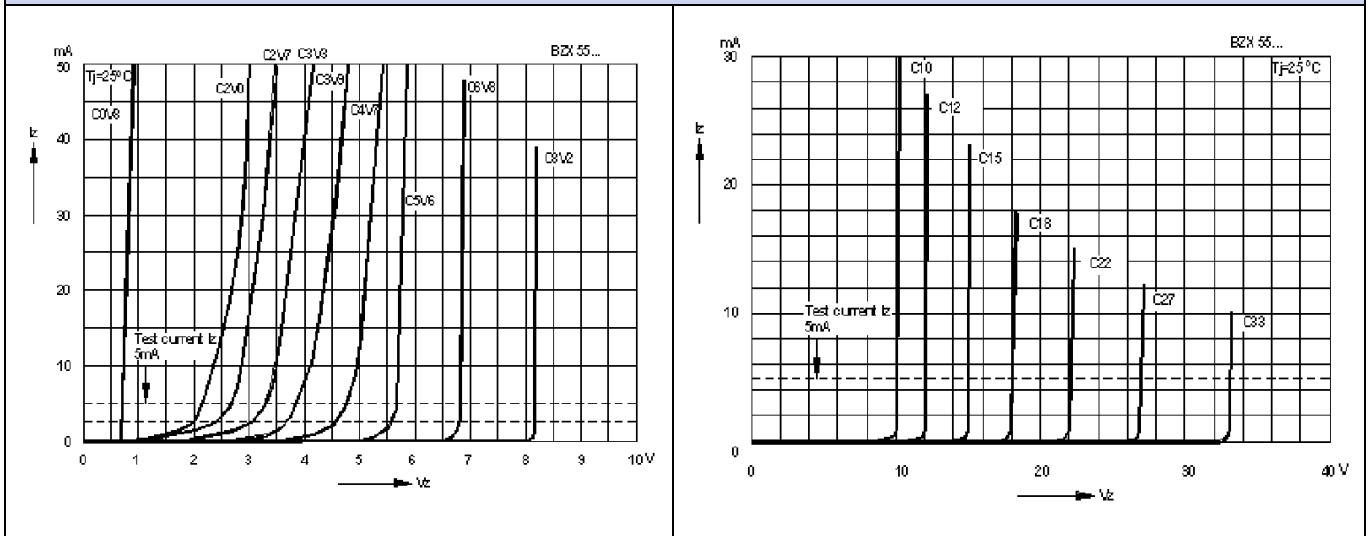 mA
C2V7 C3V3
BZX 55...
50
Tj=25°C
C2V0
C3V9
C6V8
C0V8
C4V7
Iz
40
C8V2
C5V6
30
20
Test current Iz
5mA
10
0
0 1 2 3 4 5 6 7 8 9 10 V
Vz
mA
BZX 55...
30
C10
Tj=25°C
C12
Iz
C15
20
C18
C22
C27
Test current Iz
5mA
10
C33
0
0 10 20 30 40 V
Vz